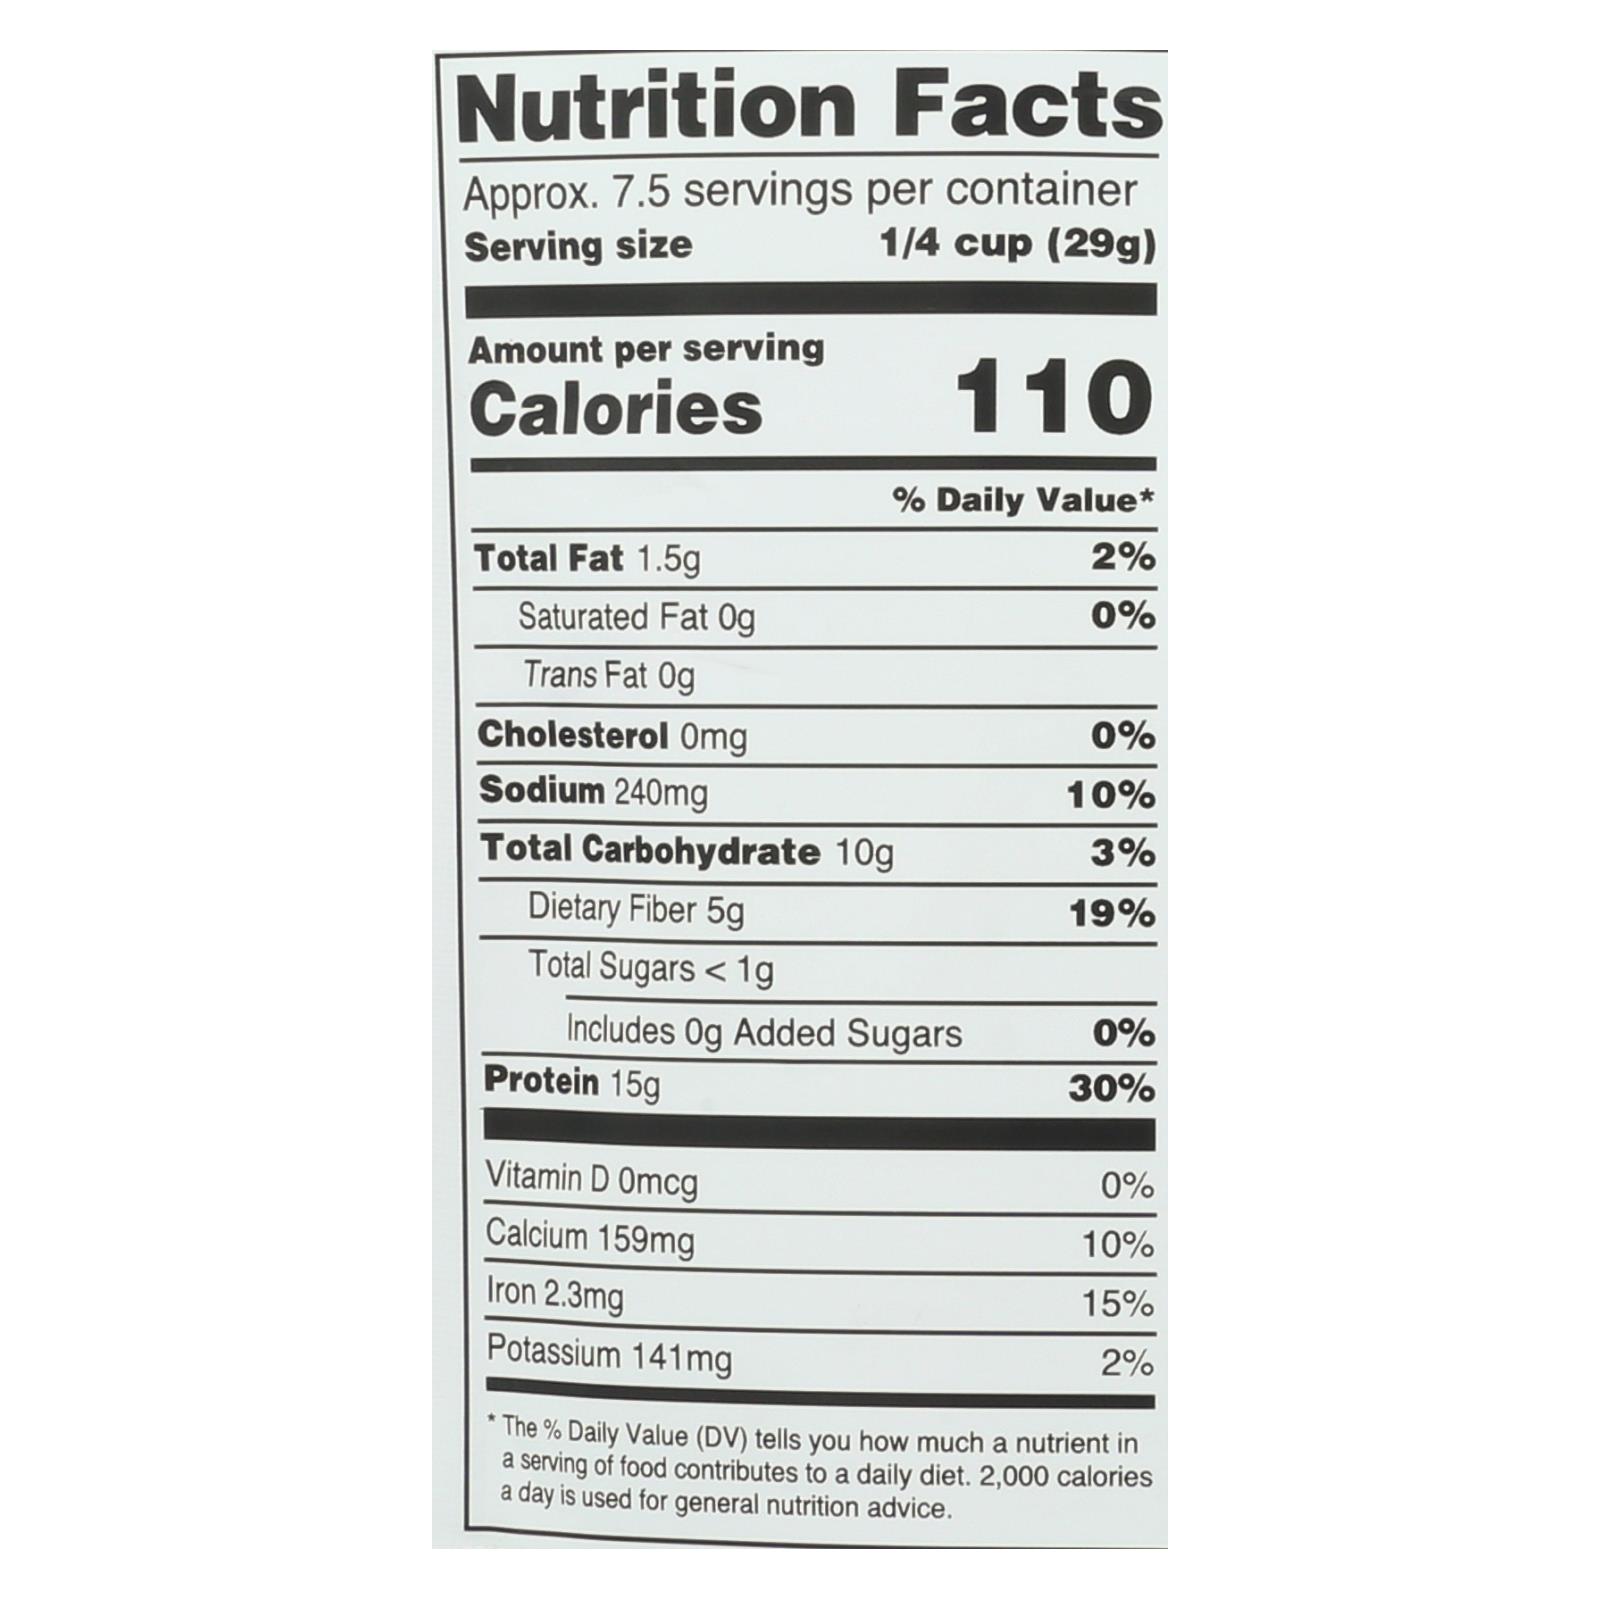 Nutrition Facts
Approx. 7.5 servings per container
Serving size 1/4 cup (29g)
Amount per serving
Calories 110
% Daily Value*
Total Fat 1.5g 2%
Saturated Fat 0g 0%
Trans Fat 0g
Cholesterol 0mg 0%
Sodium 240mg 10%
Total Carbohydrate 10g 3%
Dietary Fiber 5g 19%
Total Sugars < 1g
Includes 0g Added Sugars 0%
Protein 15g 30%
Vitamin D 0mcg 0%
Calcium 159mg 10%
Iron 2.3mg 15%
Potassium 141mg 2%
* The % Daily Value (DV) tells you how much a nutrient in
a serving of food contributes to a daily diet. 2,000 calories
a day is used for general nutrition advice.